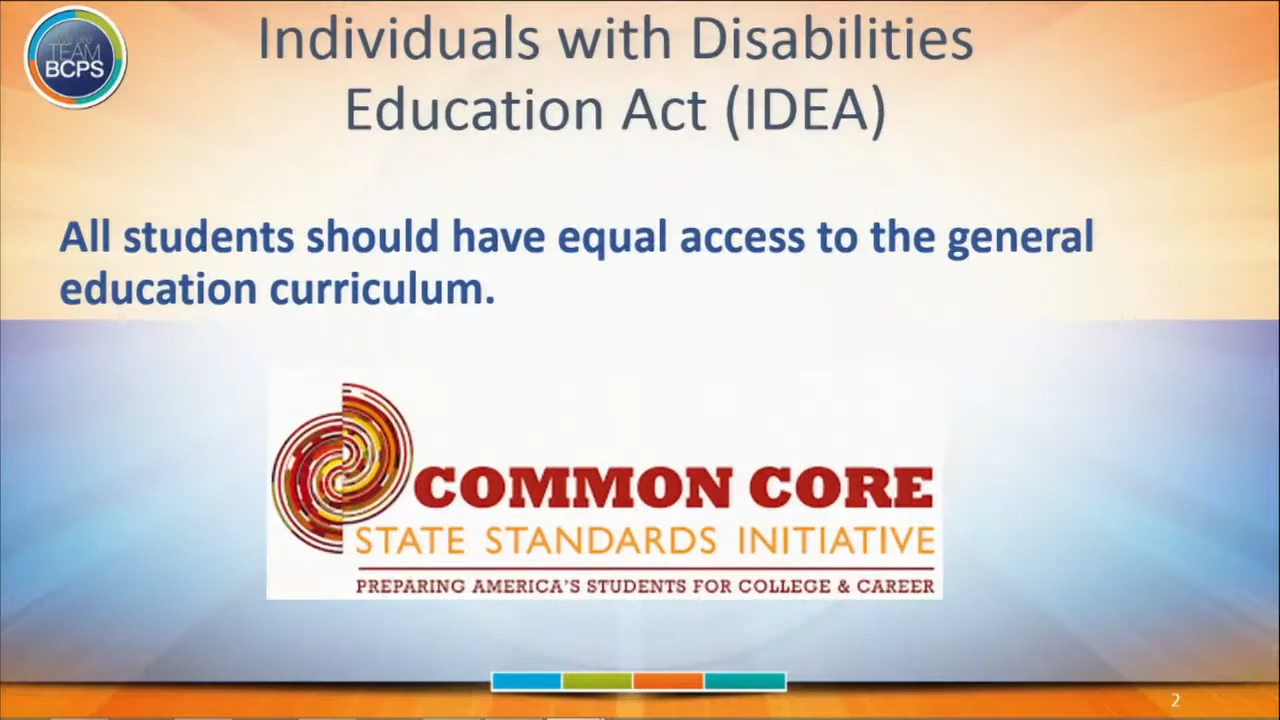 TEAM
BCPS
Individuals with Disabilities
Education Act (IDEA)
All students should have equal access to the general
education curriculum.
COMMON CORE
STATE STANDARDS INITIATIVE
PREPARING AMERICA'S STUDENTS FOR COLLEGE & CAREER
2